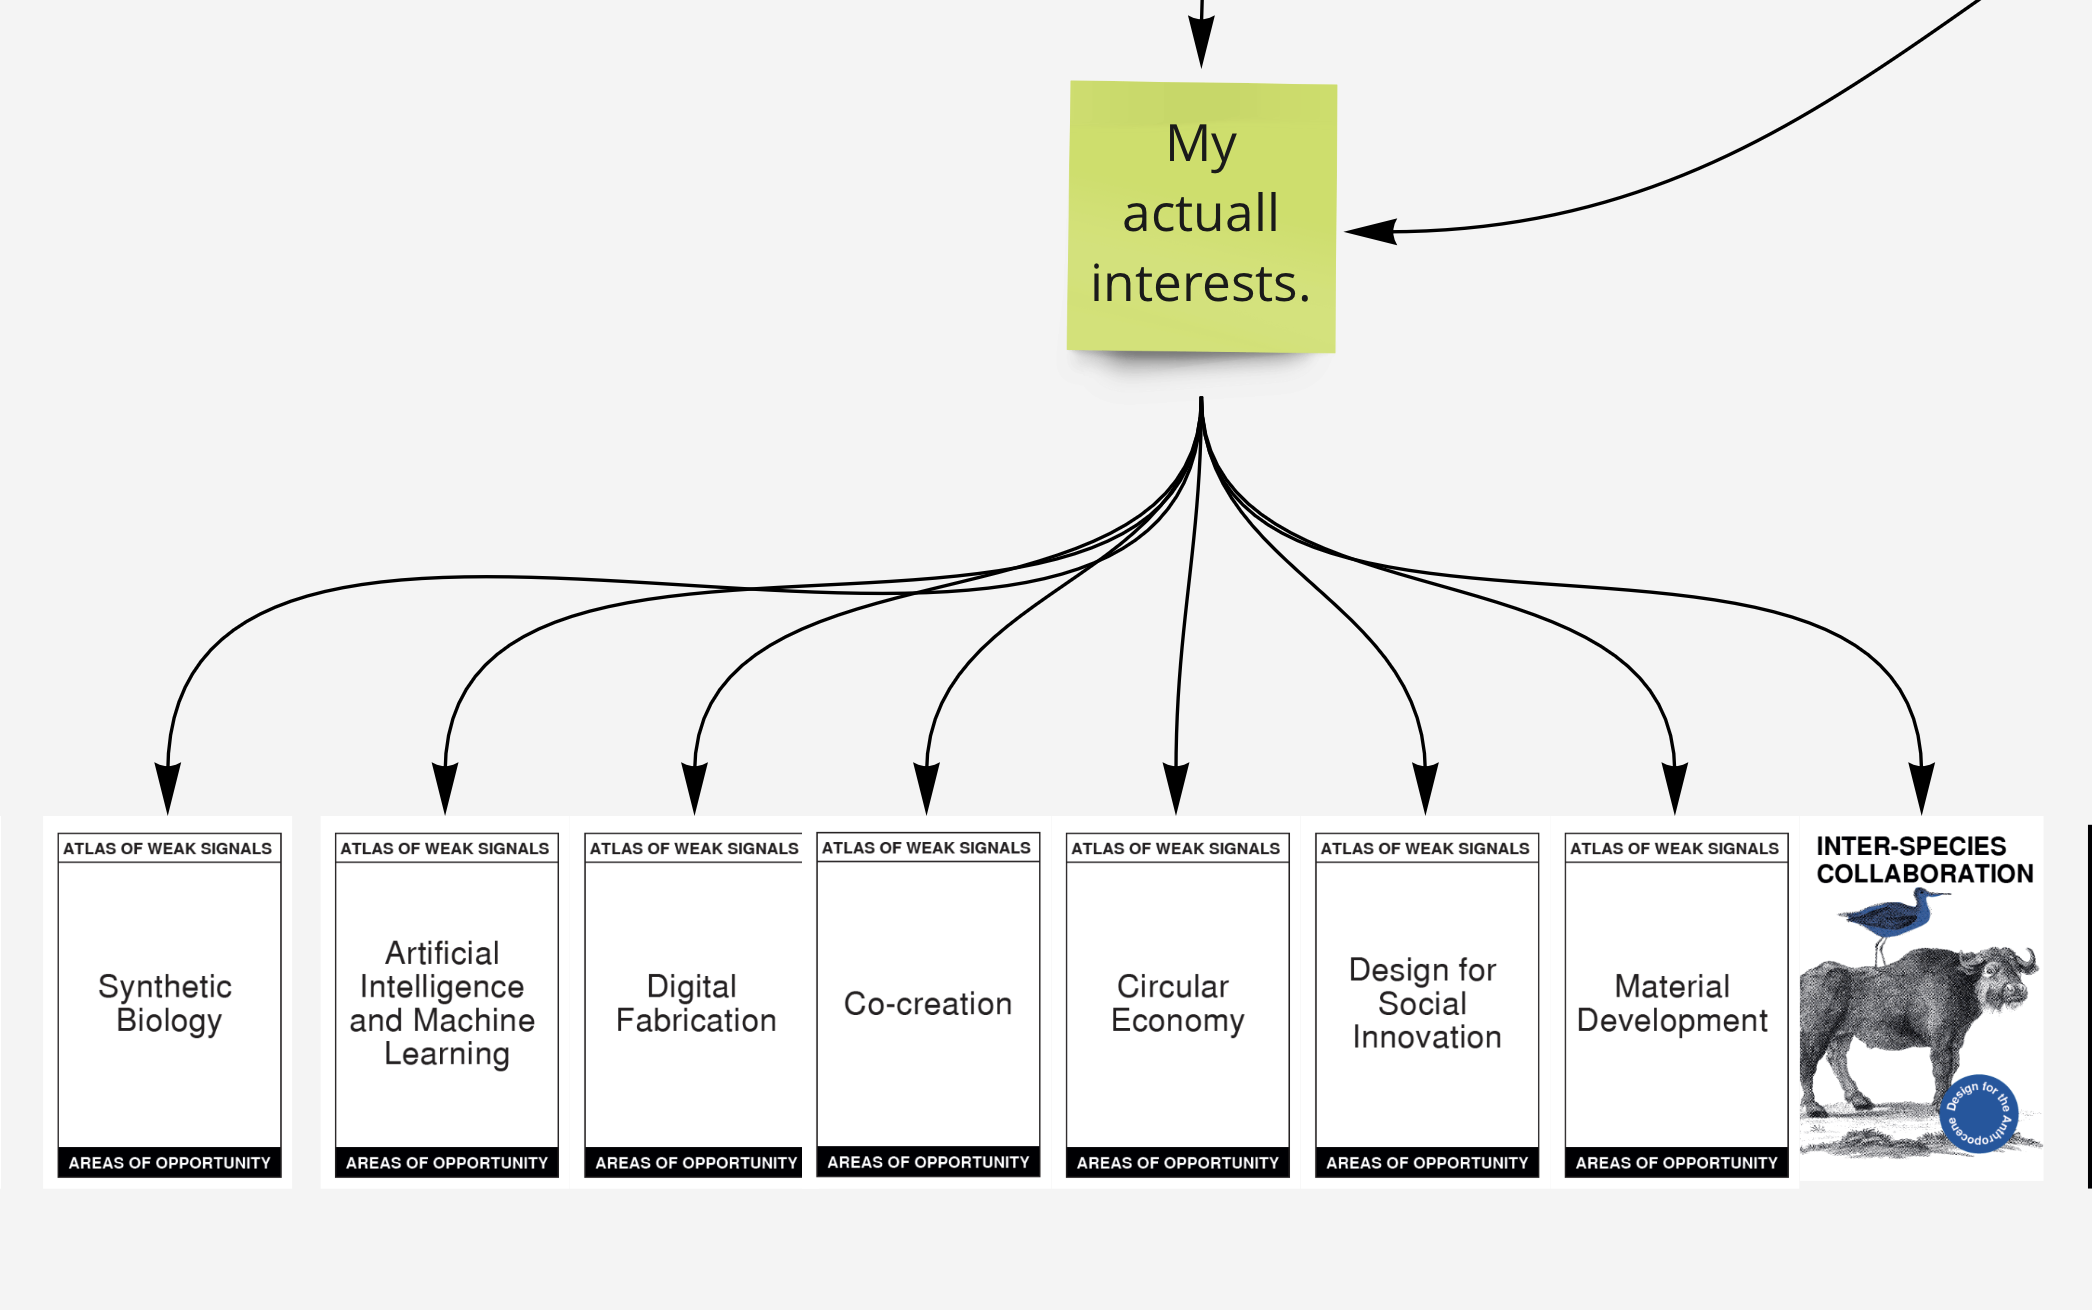 My
actuall
interests.
ATLAS OF WEAK SIGNALS
Synthetic
Biology
AREAS OF OPPORTUNITY
ATLAS OF WEAK SIGNALS
Artificial
Intelligence
and Machine
Learning
AREAS OF OPPORTUNITY
ATLAS OF WEAK SIGNALS
Digital
Fabrication
AREAS OF OPPORTUNITY
ATLAS OF WEAK SIGNALS
Co-creation
AREAS OF OPPORTUNITY
ATLAS OF WEAK SIGNALS
Circular
Economy
AREAS OF OPPORTUNITY
ATLAS OF WEAK SIGNALS
Design for
Social
Innovation
AREAS OF OPPORTUNITY
ATLAS OF WEAK SIGNALS
Material
Development
AREAS OF OPPORTUNITY
INTER-SPECIES
COLLABORATION
Design for the Anthropocene